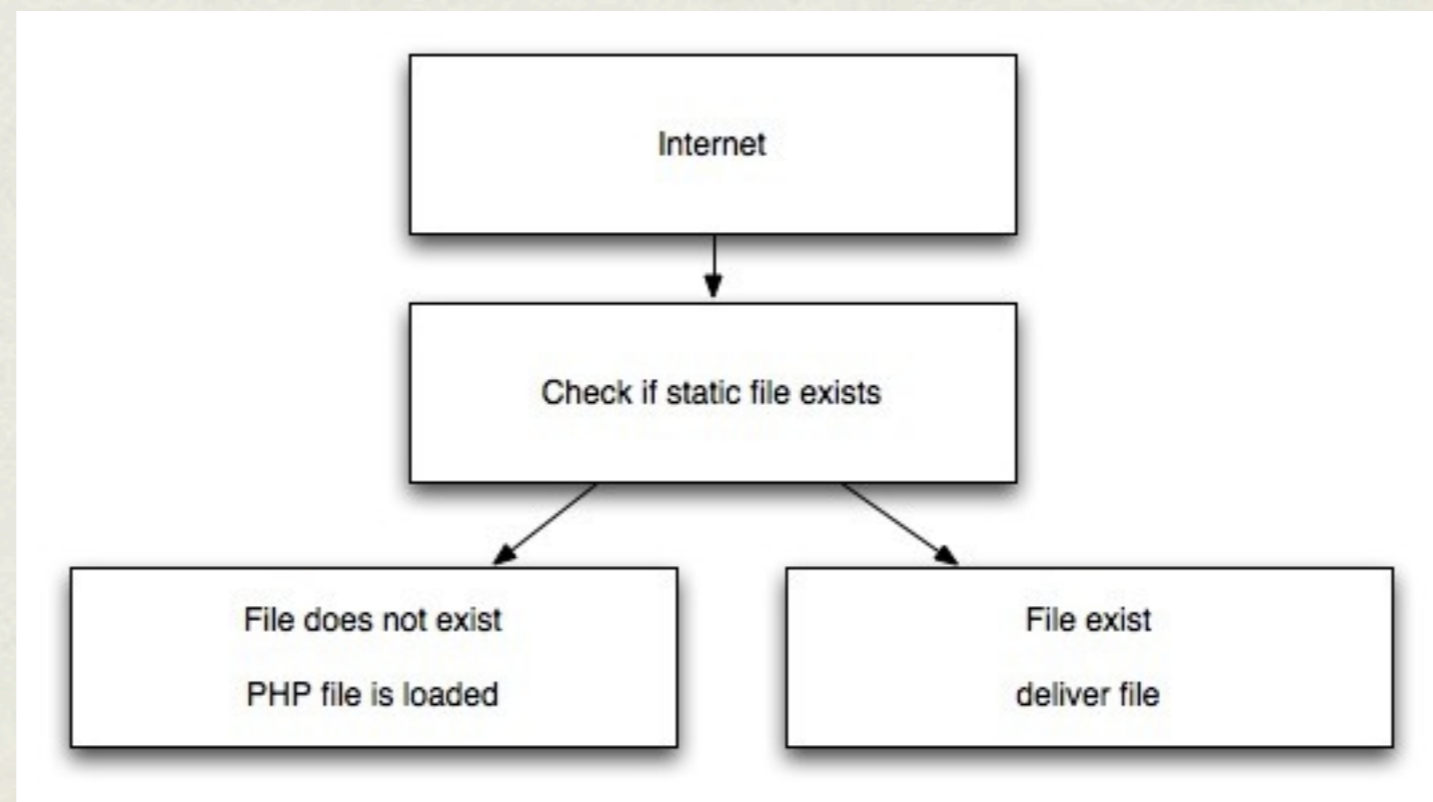 Internet
Check if static file exists
File does not exist
PHP file is loaded
File exist
deliver file